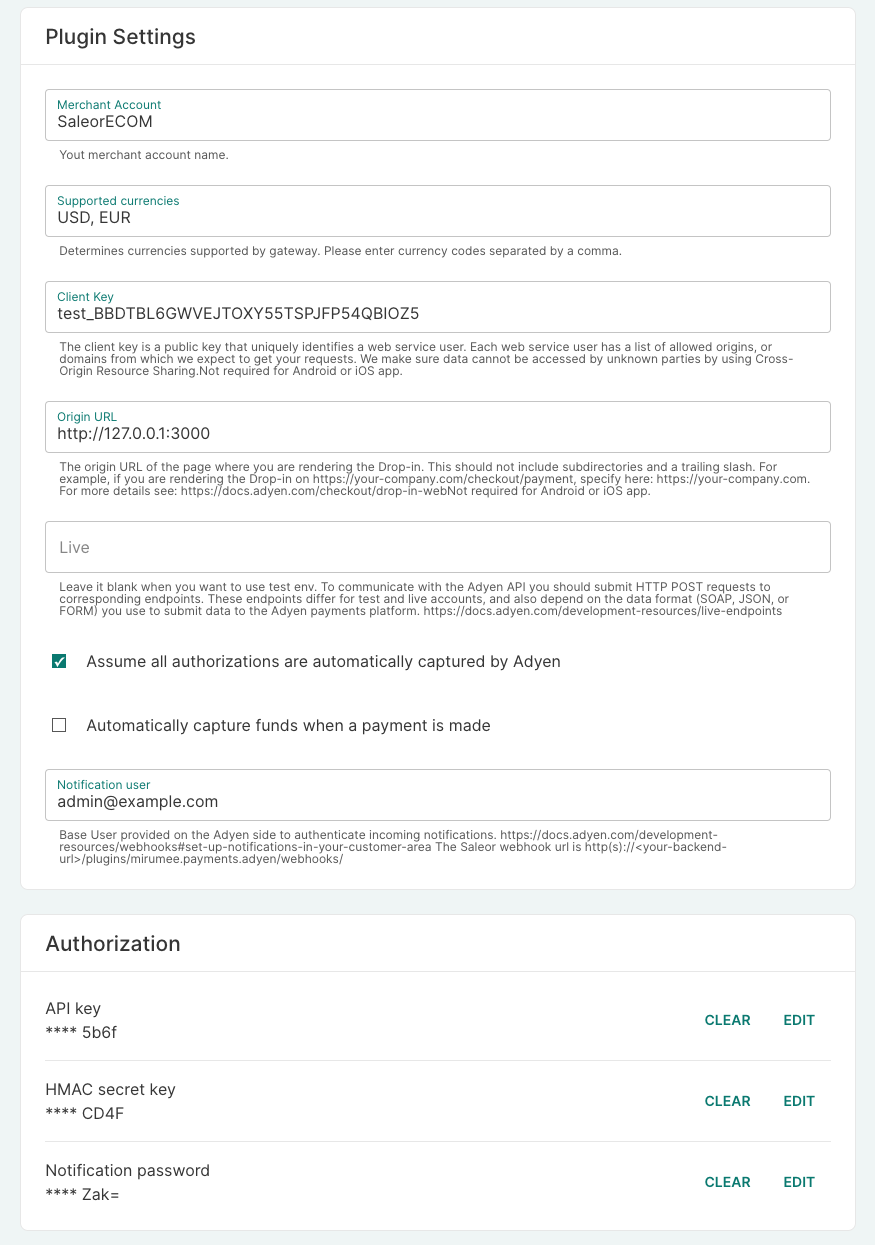 Plugin Settings
Merchant Account
SaleorECOM
Yout merchant account name.
Supported currencies
USD, EUR
Determines currencies supported by gateway. Please enter currency codes separated by a comma.
Client Key
test_BBDTBL6GWVEJTOXY55TSPJFP54QBIOZ5
The client key is a public key that uniquely identifies a web service user. Each web service user has a list of allowed origins, or
domains from which we expect to get your requests. We make sure data cannot be accessed by unknown parties by using Cross-
Origin Resource Sharing.Not required for Android or iOS app.
Origin URL
http://127.0.0.1:3000
The origin URL of the page where you are rendering the Drop-in. This should not include subdirectories and a trailing slash. For
example, if you are rendering the Drop-in on https://your-company.com/checkout/payment, specify here: https://your-company.com.
For more details see: https://docs.adyen.com/checkout/drop-in-webNot required for Android or iOS app.
Live
Leave it blank when you want to use test env. To communicate with the Adyen API you should submit HTTP POST requests to
corresponding endpoints. These endpoints differ for test and live accounts, and also depend on the data format (SOAP, JSON, or
FORM) you use to submit data to the Adyen payments platform. https://docs.adyen.com/development-resources/live-endpoints
Assume all authorizations are automatically captured by Adyen
Automatically capture funds when a payment is made
Notification user
admin@example.com
Base User provided on the Adyen side to authenticate incoming notifications. https://docs.adyen.com/development-
resources/webhooks#set-up-notifications-in-your-customer-area The Saleor webhook url is http(s)://<your-backend-
url>/plugins/mirumee.payments.adyen/webhooks/
Authorization
API key
**** 5b6f
CLEAR EDIT
HMAC secret key
**** CD4F
CLEAR EDIT
Notification password
**** Zak=
CLEAR EDIT